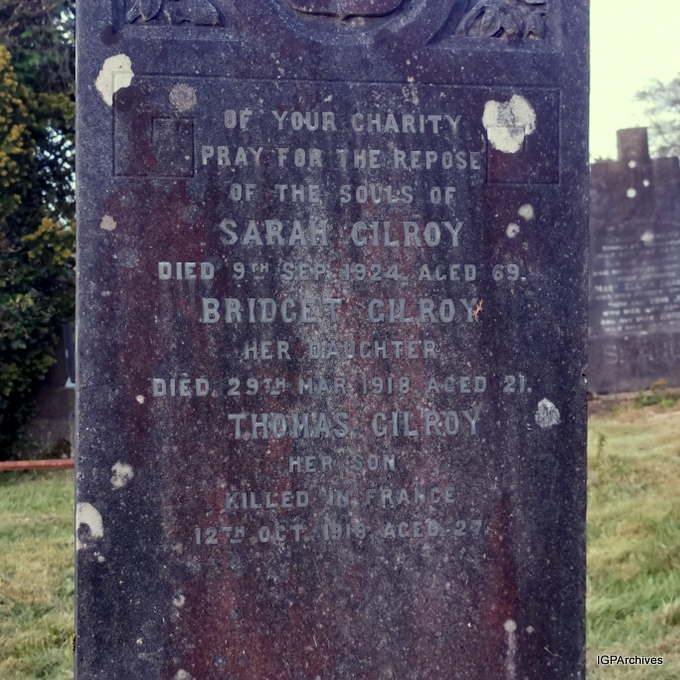 OF YOUR CHARITY
PRAY FOR THE REPOSE
OF THE SOULS OF
SARAH GILROY
DIED 9TH SEP. 1924. AGED 69.
BRIDGET GILROY
HER DAUGHTER
DIED. 29TH MAR. 1918. AGED 21.
THOMAS GILROY
HER SON
KILLED IN FRANCE
12TH OCT. AGED 27.
IGPArchives